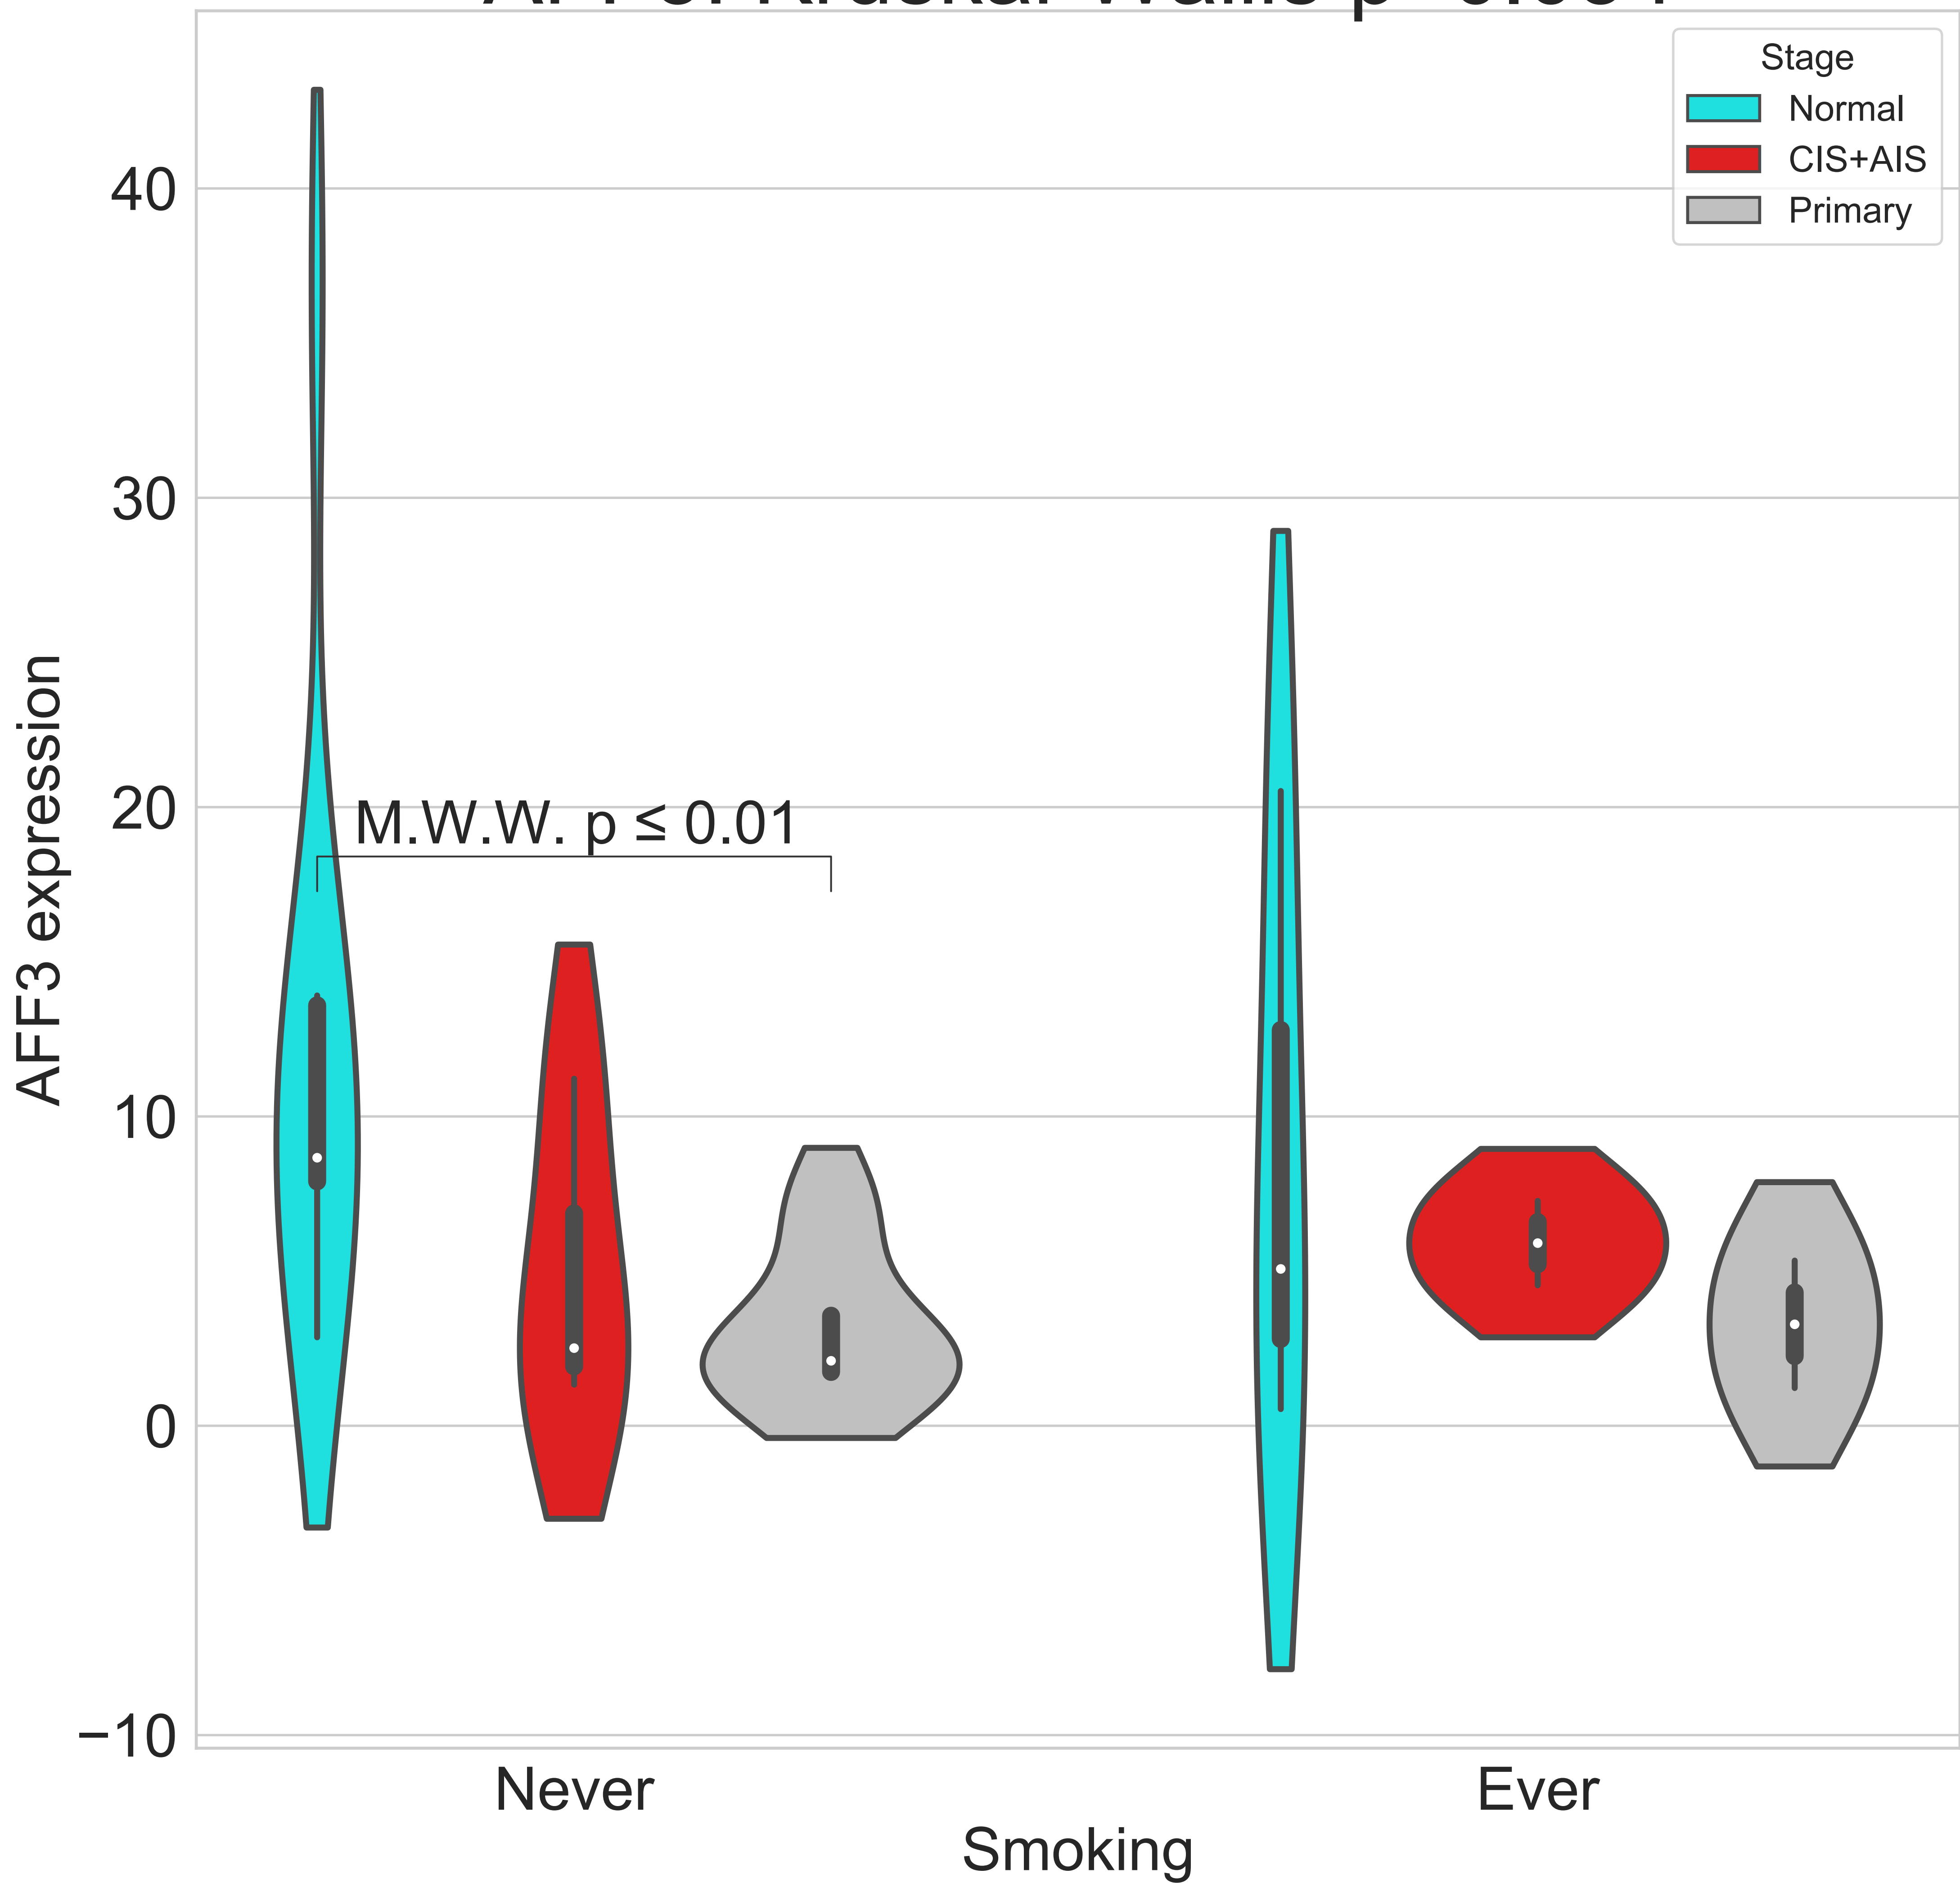 Stage
Normal
CIS+AIS
Primary
40
30
20
10
0
−10
AFF3 expression
M.W.W. p ≤ 0.01
Never
Ever
Smoking